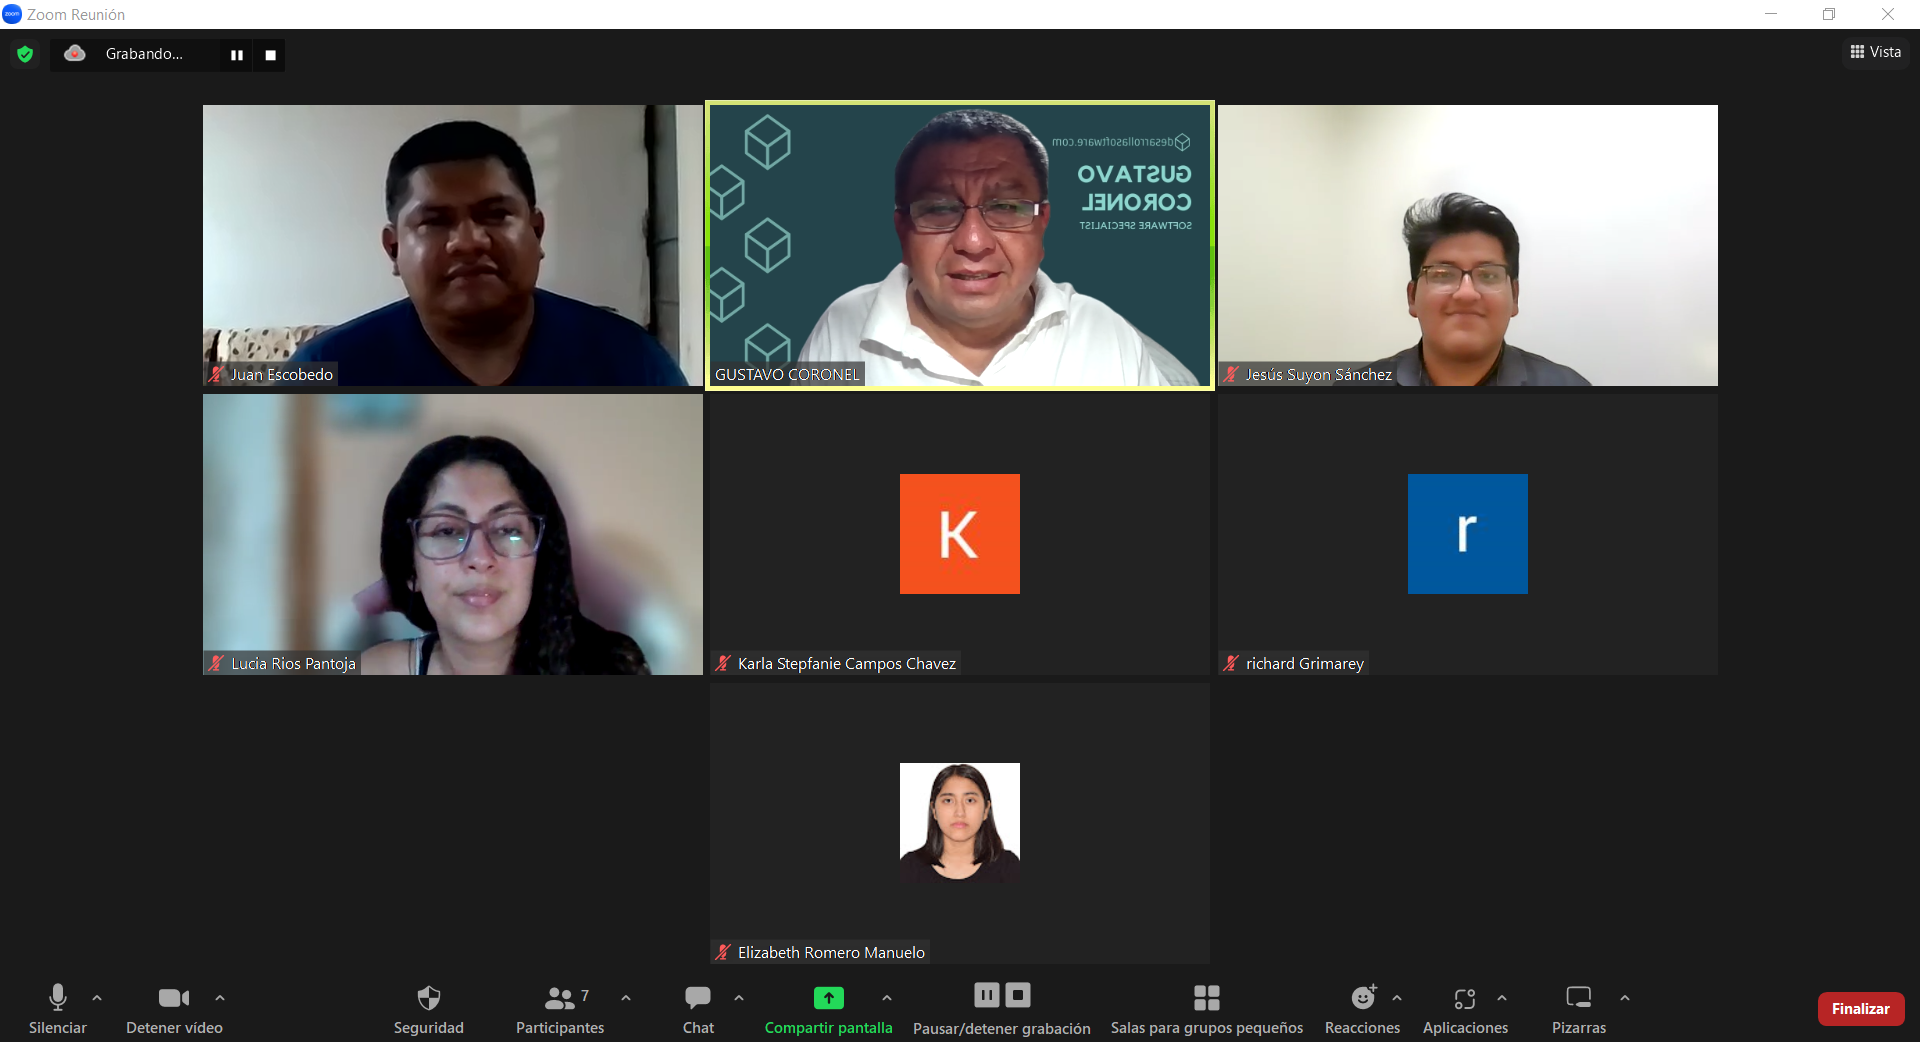 zoom
Zoom Reunión
Grabando...
Vista
desarrollasoftware.com
GUSTAVO
CORONEL
SOFTWARE SPECIALIST
Juan Escobedo
GUSTAVO CORONEL
Jesús Suyon Sánchez
K
r
Lucia Rios Pantoja
Karla Stepfanie Campos Chavez
richard Grimarey
Elizabeth Romero Manuelo
7
Silenciar
Detener vídeo
Seguridad
Participantes
Chat
Compartir pantalla
Pausar/detener grabación
Salas para grupos pequeños
Reacciones
Aplicaciones
Pizarras
Finalizar